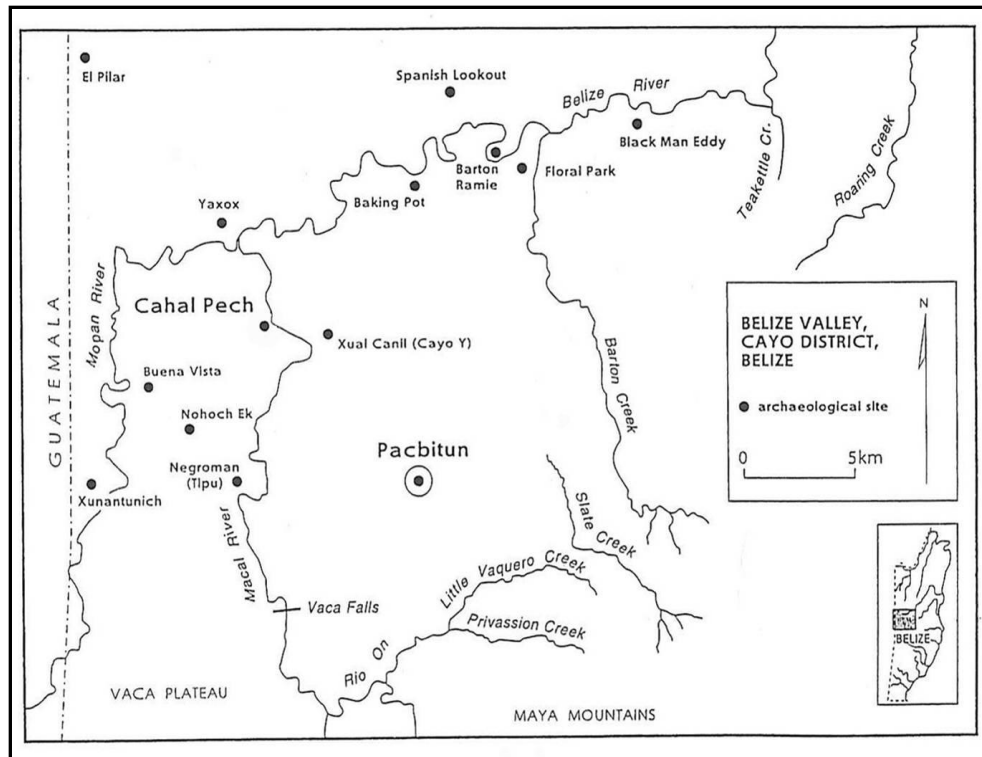 El Pilar
Spanish Lookout
Belize River
Black Man Eddy
Teakettle Cr.
Roaring Creek
Barton
Ramie
Floral Park
Baking Pot
Yaxox
GUATEMALA
Mopan River
Cahal Pech
Xual Canil (Cayo Y)
Buena Vista
Nohoch Ek
Negroman
(Tipu)
Xunantunich
Macal River
Pacbitun
Barton Creek
Slate Creek
Little Vaquero Creek
Privassion Creek
Vaca Falls
Rio On
VACA PLATEAU
MAYA MOUNTAINS
N
BELIZE VALLEY,
CAYO DISTRICT,
BELIZE
archaeological site
0 5km
BELIZE